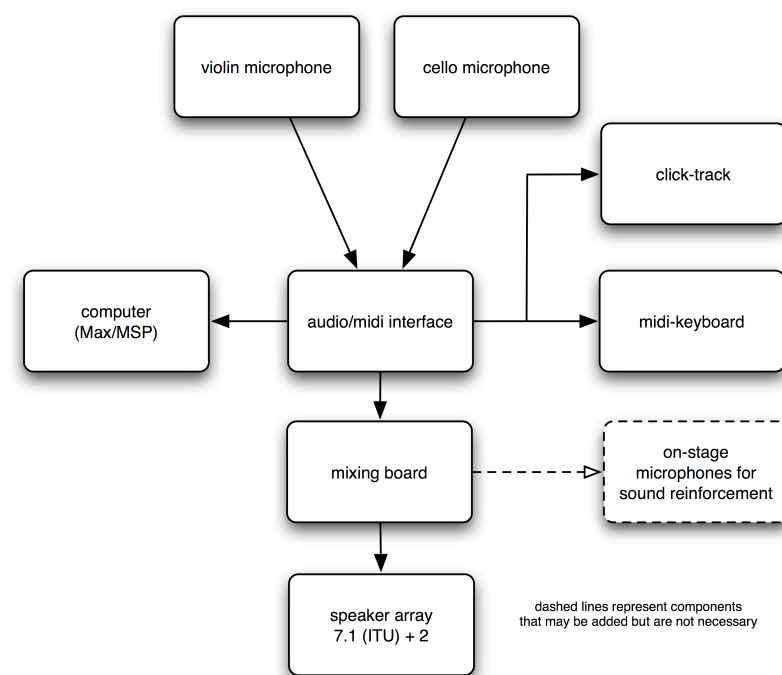 violin microphone
cello microphone
click-track
computer
(Max/MSP)
audio/midi interface
midi-keyboard
mixing board
on-stage
microphones for
sound reinforcement
speaker array
7.1 (ITU) + 2
dashed lines represent components
that may be added but are not necessary